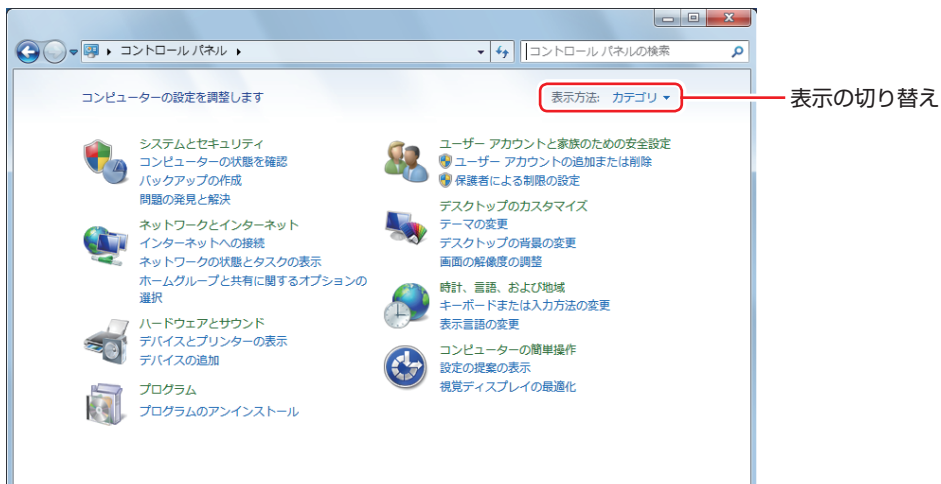 コントロール パネル
コントロール パネルの検索
コンピューターの設定を調整します
表示方法: カテゴリ
表示の切り替え
システムとセキュリティ
コンピューターの状態を確認
バックアップの作成
問題の発見と解決
ネットワークとインターネット
インターネットへの接続
ネットワークの状態とタスクの表示
ホームグループと共有に関するオプションの
選択
ハードウェアとサウンド
デバイスとプリンターの表示
デバイスの追加
プログラム
プログラムのアンインストール
ユーザー アカウントと家族のための安全設定
ユーザー アカウントの追加または削除
保護者による制限の設定
デスクトップのカスタマイズ
テーマの変更
デスクトップの背景の変更
画面の解像度の調整
時計、言語、および地域
キーボードまたは入力方法の変更
表示言語の変更
コンピューターの簡単操作
設定の提案の表示
視覚ディスプレイの最適化